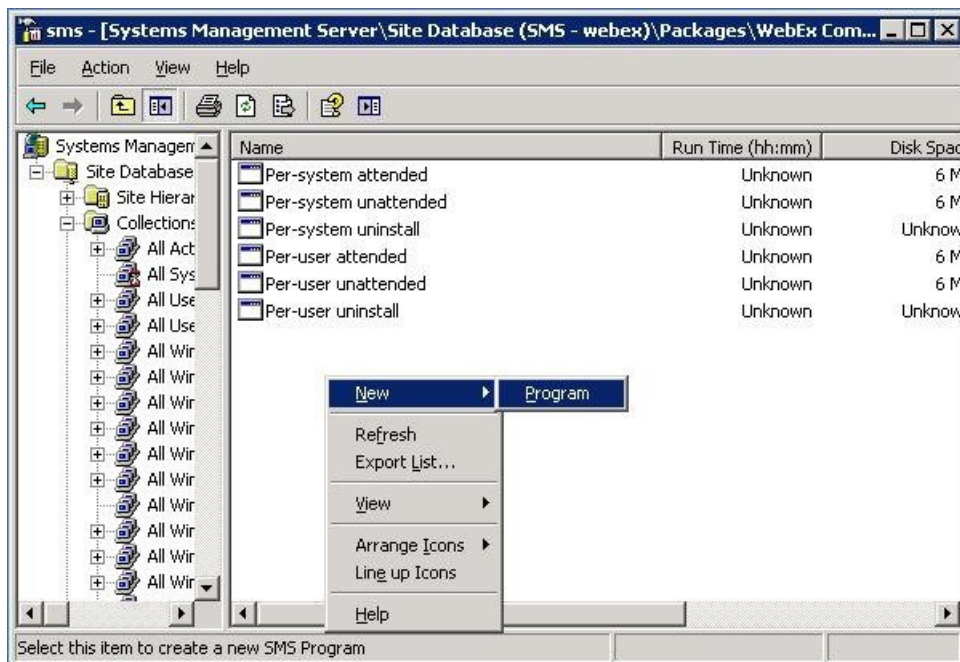 sms - [Systems Management Server\Site Database (SMS - webex)\Packages\WebEx Com...
File Action View Help
Systems Managem
Site Database
Site Hierar
Collections
All Act
All Sys
All Use
All Use
All Wir
All Wir
All Wir
All Wir
All Wir
All Wir
All Wir
All Wir
All Wir
All Wir
Name Run Time (hh:mm) Disk Spac
Per-system attended Unknown 6 M
Per-system unattended Unknown 6 M
Per-system uninstall Unknown Unknow
Per-user attended Unknown 6 M
Per-user unattended Unknown 6 M
Per-user uninstall Unknown Unknow
New
Program
Refresh
Export List...
View
Arrange Icons
Line up Icons
Help
Select this item to create a new SMS Program